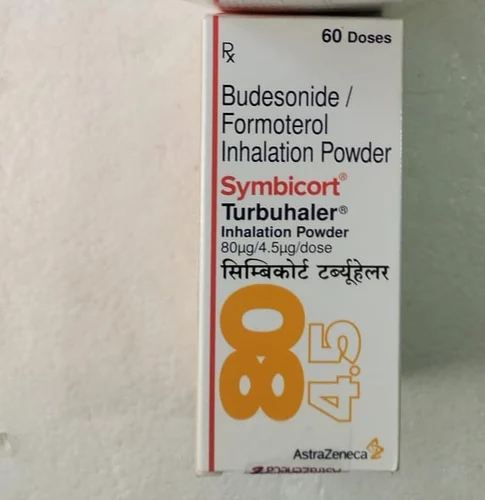 60 Doses
Rx
Budesonide /
Formoterol
Inhalation Powder
Symbicort®
Turbuhaler®
Inhalation Powder
80µg/4.5µg/dose
सिम्बिकोर्ट टर्ब्यूहेलर
80
4.5
AstraZeneca